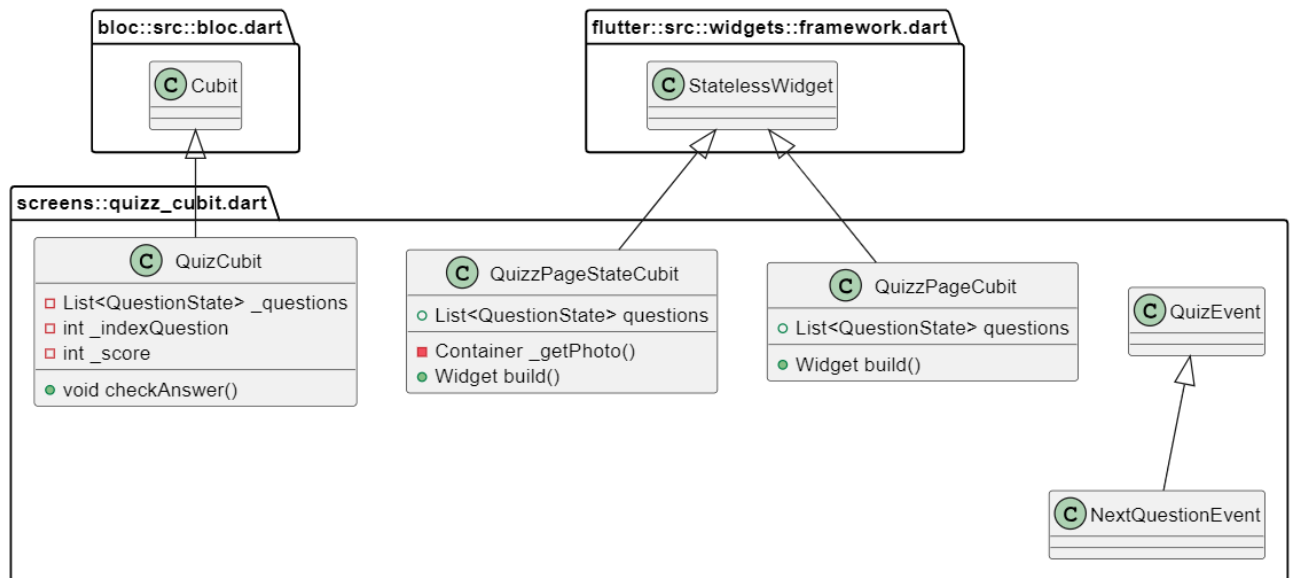 bloc::src::bloc.dart
C Cubit
flutter::src::widgets::framework.dart
C StatelessWidget
screens::quizz_cubit.dart
C QuizCubit
List<QuestionState> _questions
int _indexQuestion
int _score
void checkAnswer()
C QuizzPageStateCubit
List<QuestionState> questions
Container _getPhoto()
Widget build()
C QuizzPageCubit
List<QuestionState> questions
Widget build()
C QuizEvent
C NextQuestionEvent